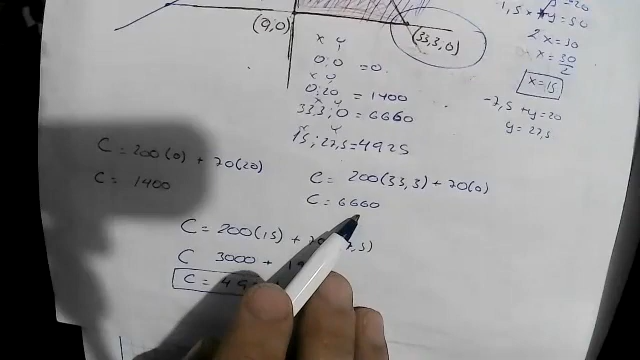 1,5x + y = 50
2x = 30
x = 30/2
x = 15
(0,0)
(33,3,0)
x y
0;0 = 0.
x y
0;20 = 1400
x y
33,3;0 = 6660
x y
15;27,5 = 4925
-7,5 + y = 20
y = 27,5
C = 200(0) + 70(20)
C = 1400
C = 200(33,3) + 70(0)
C = 6660
C = 200(15) +
C 3000 +
C =